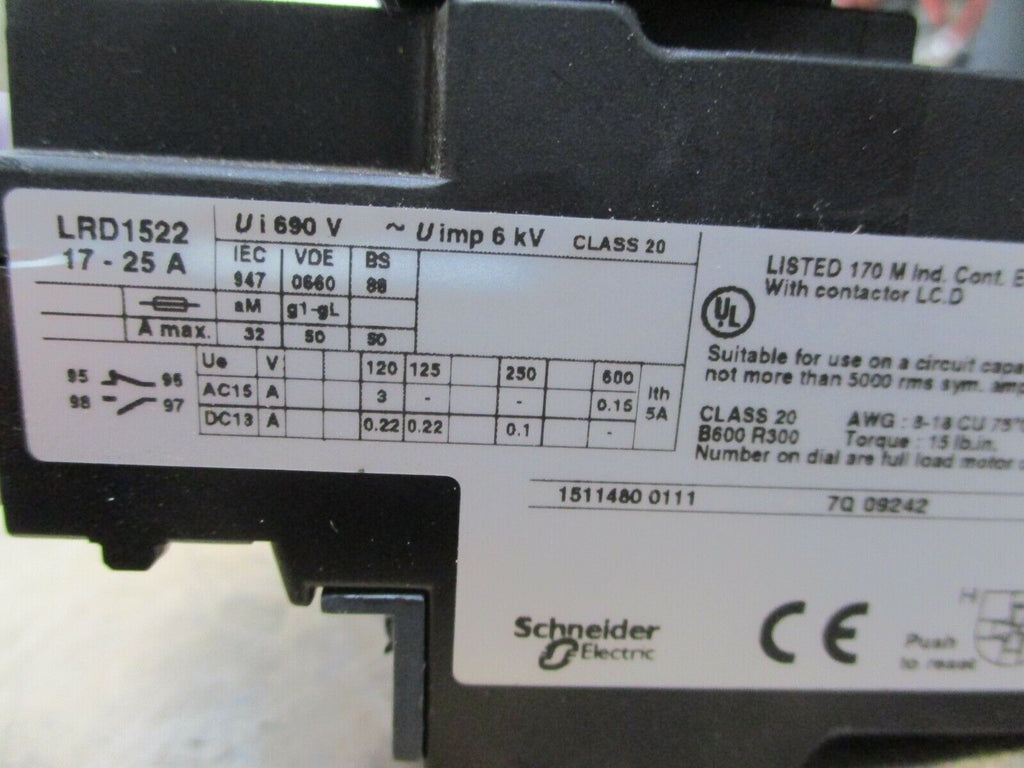 LRD1522
17 - 25 A
Ui 690 V ~ Uimp 6 kV CLASS 20
IEC VDE BS
947 0660 88
aM g1-gL
A max. 32 50 50
95 96
98 97
Ue V 120 125 250 600 Ith
AC15 A 3 - - 0.15 5A
DC13 A 0.22 0.22 0.1 -
LISTED 170 M Ind. Cont. E
With contactor LC.D
UL
Suitable for use on a circuit capa
not more than 5000 rms sym. amp
CLASS 20 AWG : 8-18 CU 75°
B600 R300 Torque : 15 lb.in.
Number on dial are full load motor
1511480 0111 7Q 09242
Schneider
Electric
CE
H
Push
to reset